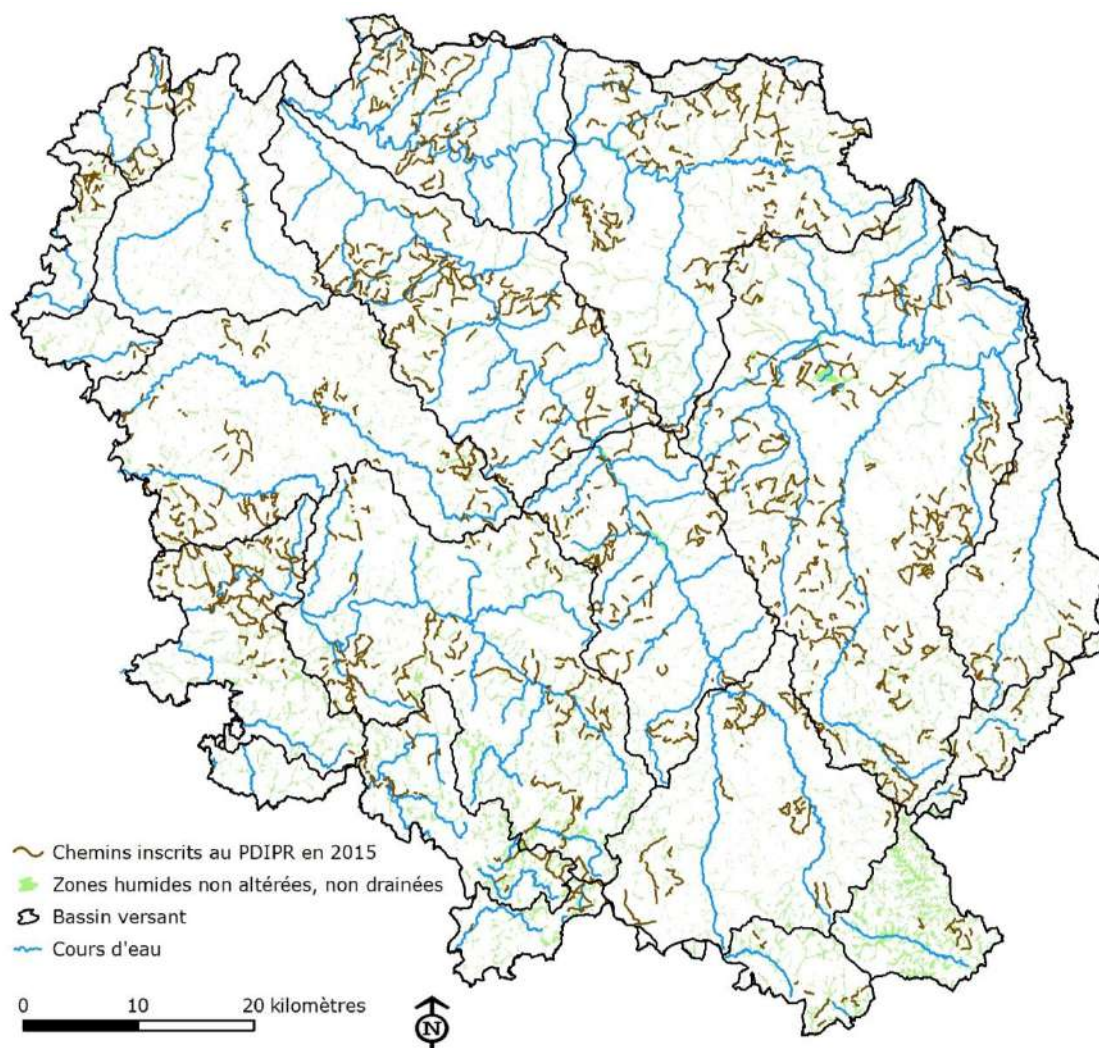 Chemins inscrits au PDIPR en 2015
Zones humides non altérées, non drainées
Bassin versant
Cours d'eau
0 10 20 kilomètres
N